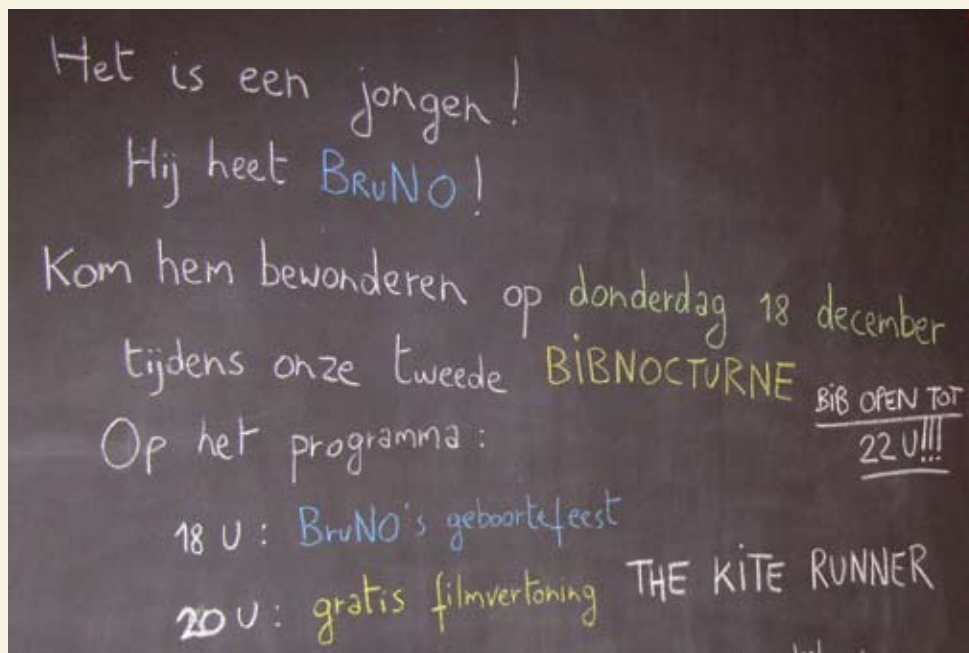 Het is een jongen!
Hij heet BRuNO!
Kom hem bewonderen op donderdag 18 december
tijdens onze tweede BiBNOCTURNE
BiB OPEN TOT
22 U!!!
Op het programma:
18 U: BruNO's geboortefeest
20 U: gratis filmvertoning THE KiTE RUNNER